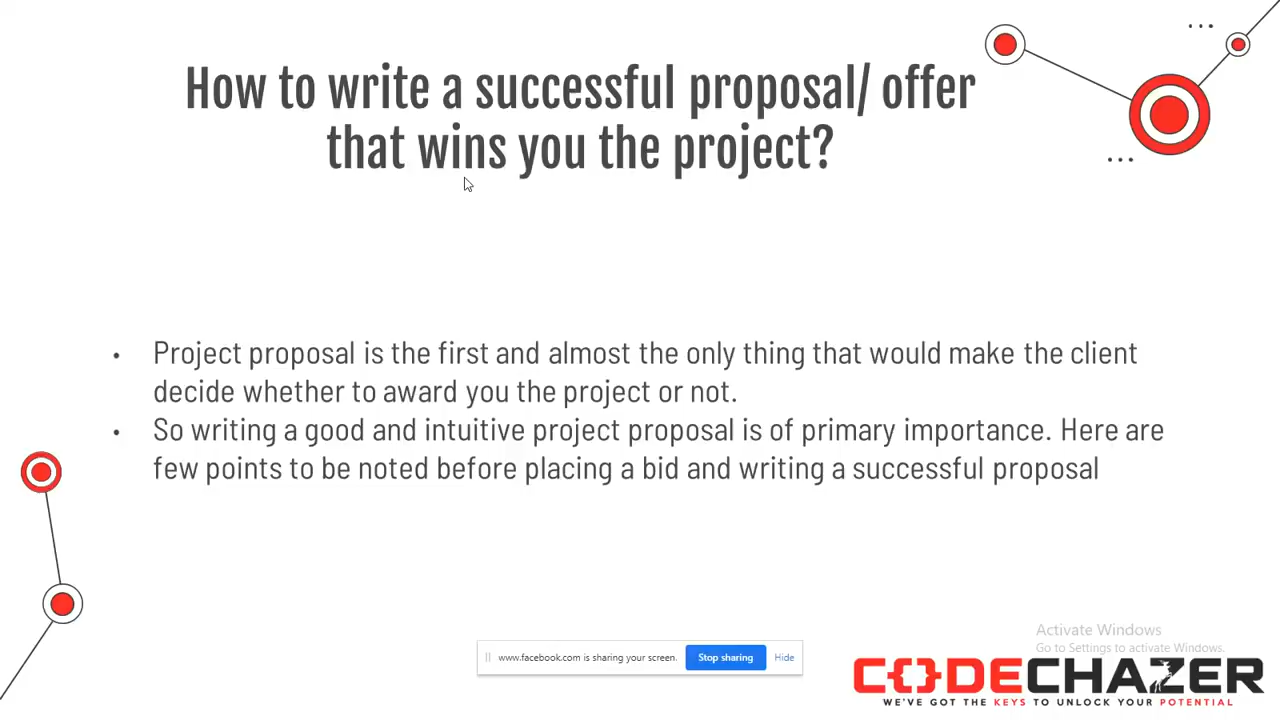 How to write a successful proposal/ offer
that wins you the project?
• Project proposal is the first and almost the only thing that would make the client
decide whether to award you the project or not.
• So writing a good and intuitive project proposal is of primary importance. Here are
few points to be noted before placing a bid and writing a successful proposal
Activate Windows
Go to Settings to activate Windows.
www.facebook.com is sharing your screen. Stop sharing Hide
CODECHAZER
WE'VE GOT THE KEYS TO UNLOCK YOUR POTENTIAL